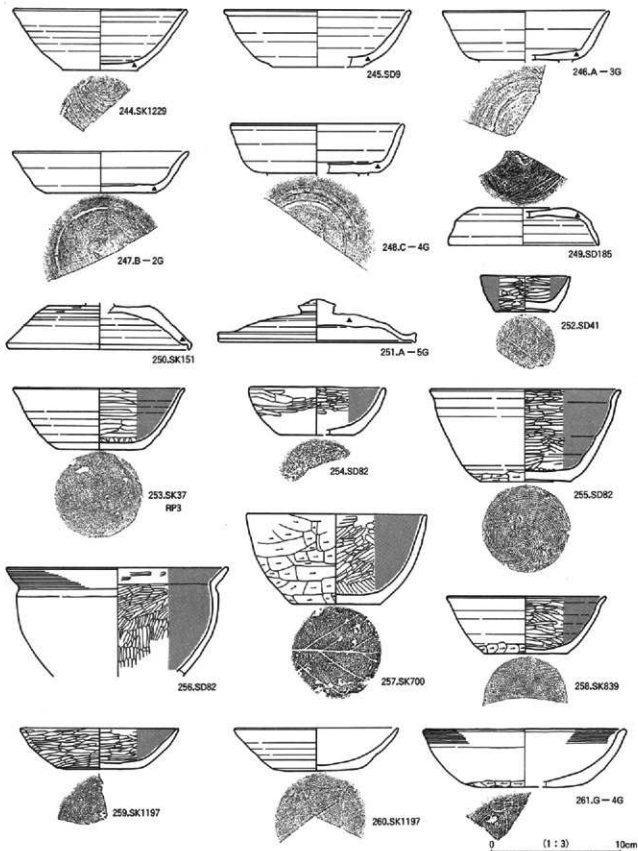 244.SK1229
245.SD9
246.A－3G
247.B－2G
248.C－4G
249.SD185
250.SK151
251.A－5G
252.SD41
253.SK37
RP3
254.SD82
255.SD82
256.SD82
257.SK700
258.SK839
259.SK1197
260.SK1197
261.G－4G
0 (1：3) 10cm